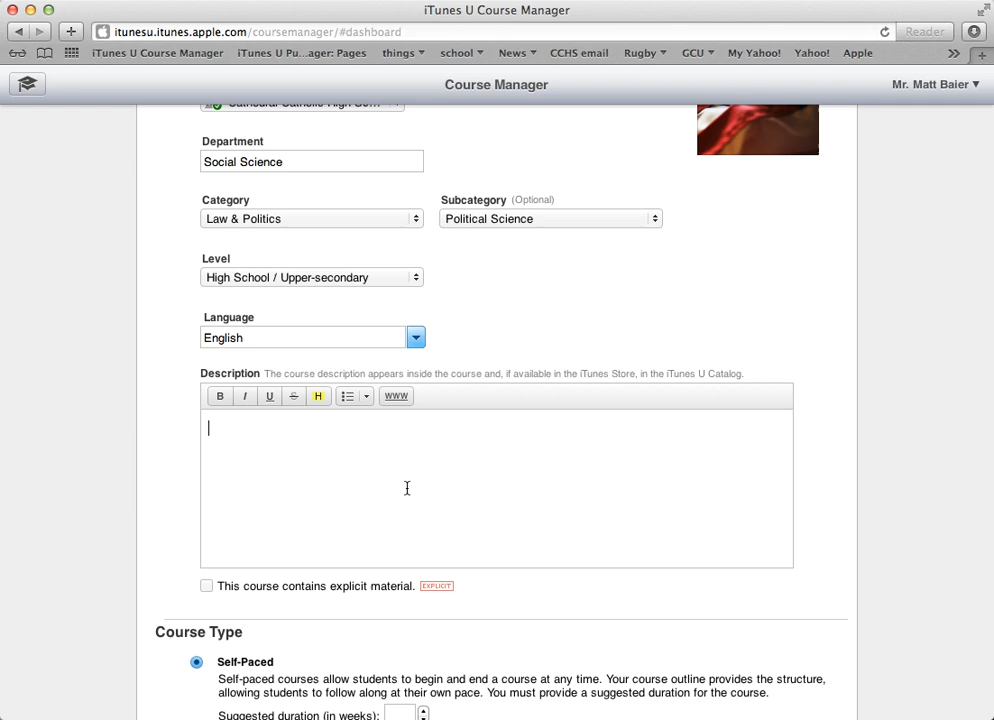 iTunes U Course Manager
itunesu.itunes.apple.com/coursemanager/#dashboard
Reader
iTunes U Course Manager iTunes U Pu...ager: Pages things school News CCHS email Rugby GCU My Yahoo! Yahoo! Apple
Course Manager
Mr. Matt Baier
Cathedral Catholic High Sc...
Department
Social Science
Category
Subcategory (Optional)
Law & Politics
Political Science
Level
High School / Upper-secondary
Language
English
Description The course description appears inside the course and, if available in the iTunes Store, in the iTunes U Catalog.
B I U S H WWW
This course contains explicit material. EXPLICIT
Course Type
Self-Paced
Self-paced courses allow students to begin and end a course at any time. Your course outline provides the structure,
allowing students to follow along at their own pace. You must provide a suggested duration for the course.
Suggested duration (in weeks):